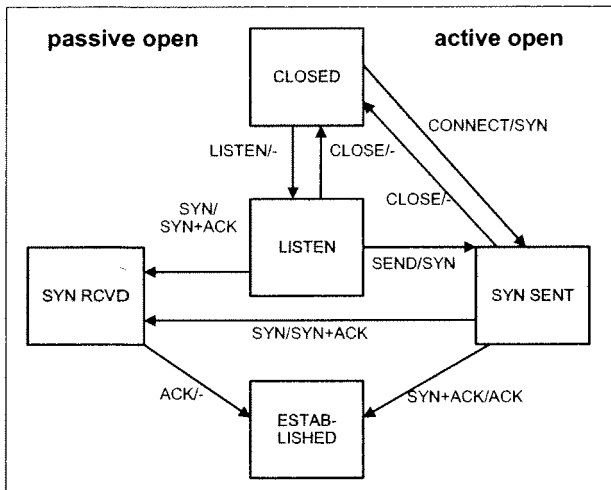 passive open
active open
CLOSED
CONNECT/SYN
LISTEN/-
CLOSE/-
CLOSE/-
SYN/
SYN+ACK
LISTEN
SEND/SYN
SYN RCVD
SYN SENT
SYN/SYN+ACK
ACK/-
SYN+ACK/ACK
ESTAB-
LISHED